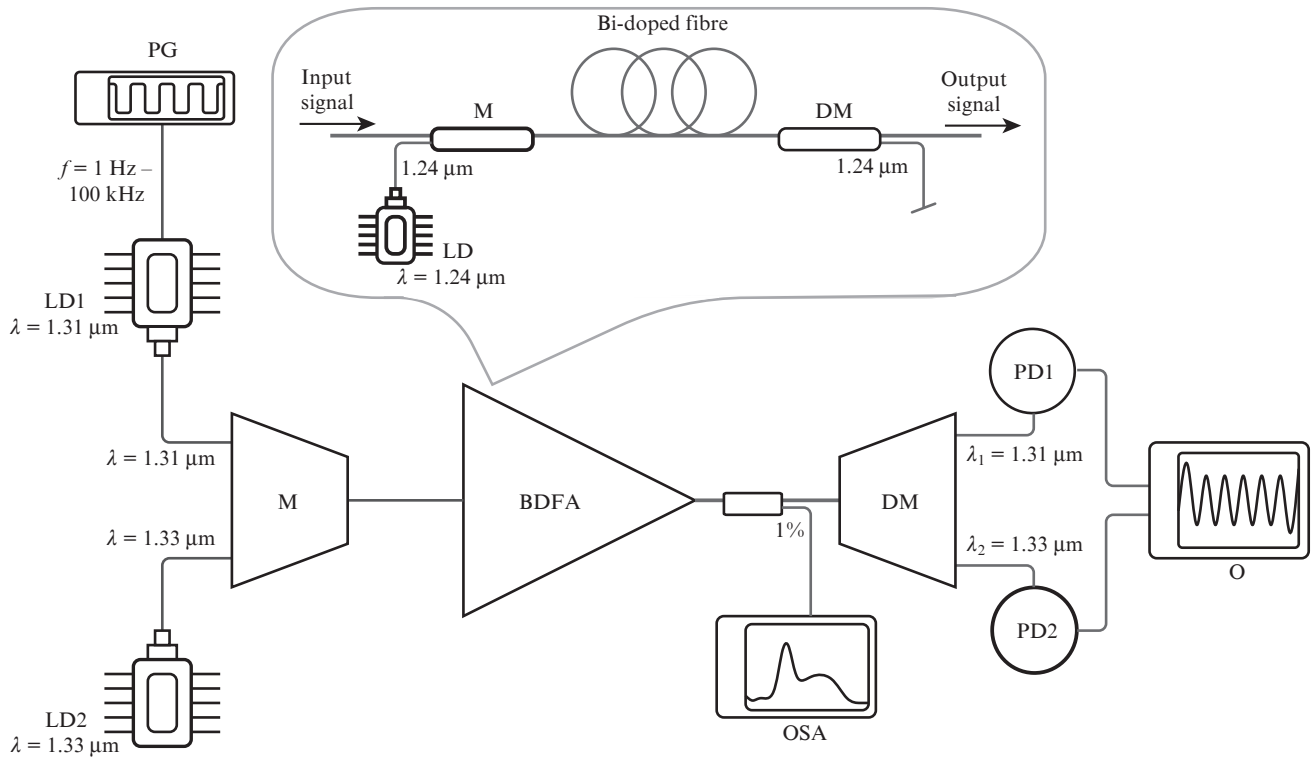 PG
Bi-doped fibre
Input
signal
M
DM
Output
signal
1.24 μm
1.24 μm
LD
λ = 1.24 μm
f = 1 Hz –
100 kHz
LD1
λ = 1.31 μm
λ = 1.31 μm
M
λ = 1.33 μm
LD2
λ = 1.33 μm
BDFA
1%
OSA
DM
λ₁ = 1.31 μm
λ₂ = 1.33 μm
PD1
PD2
O